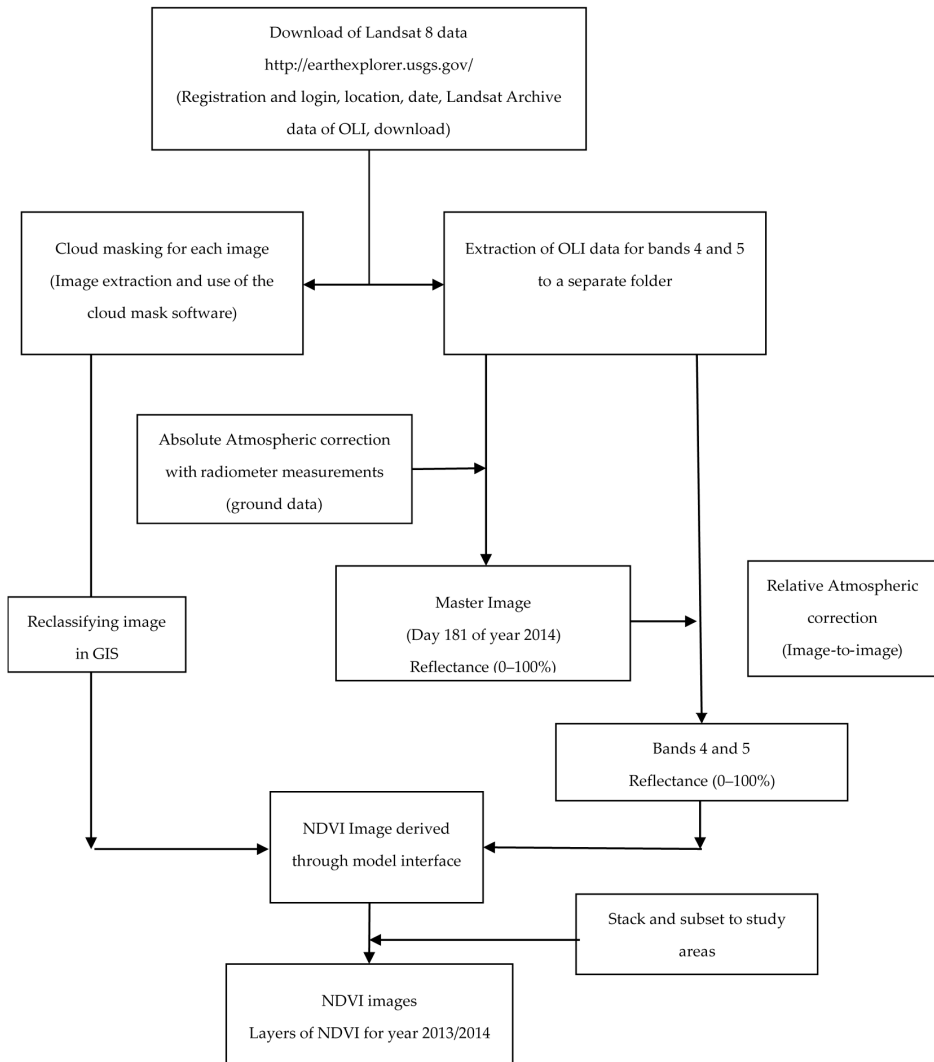 Download of Landsat 8 data
http://earthexplorer.usgs.gov/
(Registration and login, location, date, Landsat Archive
data of OLI, download)
Cloud masking for each image
(Image extraction and use of the
cloud mask software)
Extraction of OLI data for bands 4 and 5
to a separate folder
Absolute Atmospheric correction
with radiometer measurements
(ground data)
Master Image
(Day 181 of year 2014)
Reflectance (0–100%)
Relative Atmospheric
correction
(Image-to-image)
Reclassifying image
in GIS
Bands 4 and 5
Reflectance (0–100%)
NDVI Image derived
through model interface
Stack and subset to study
areas
NDVI images
Layers of NDVI for year 2013/2014